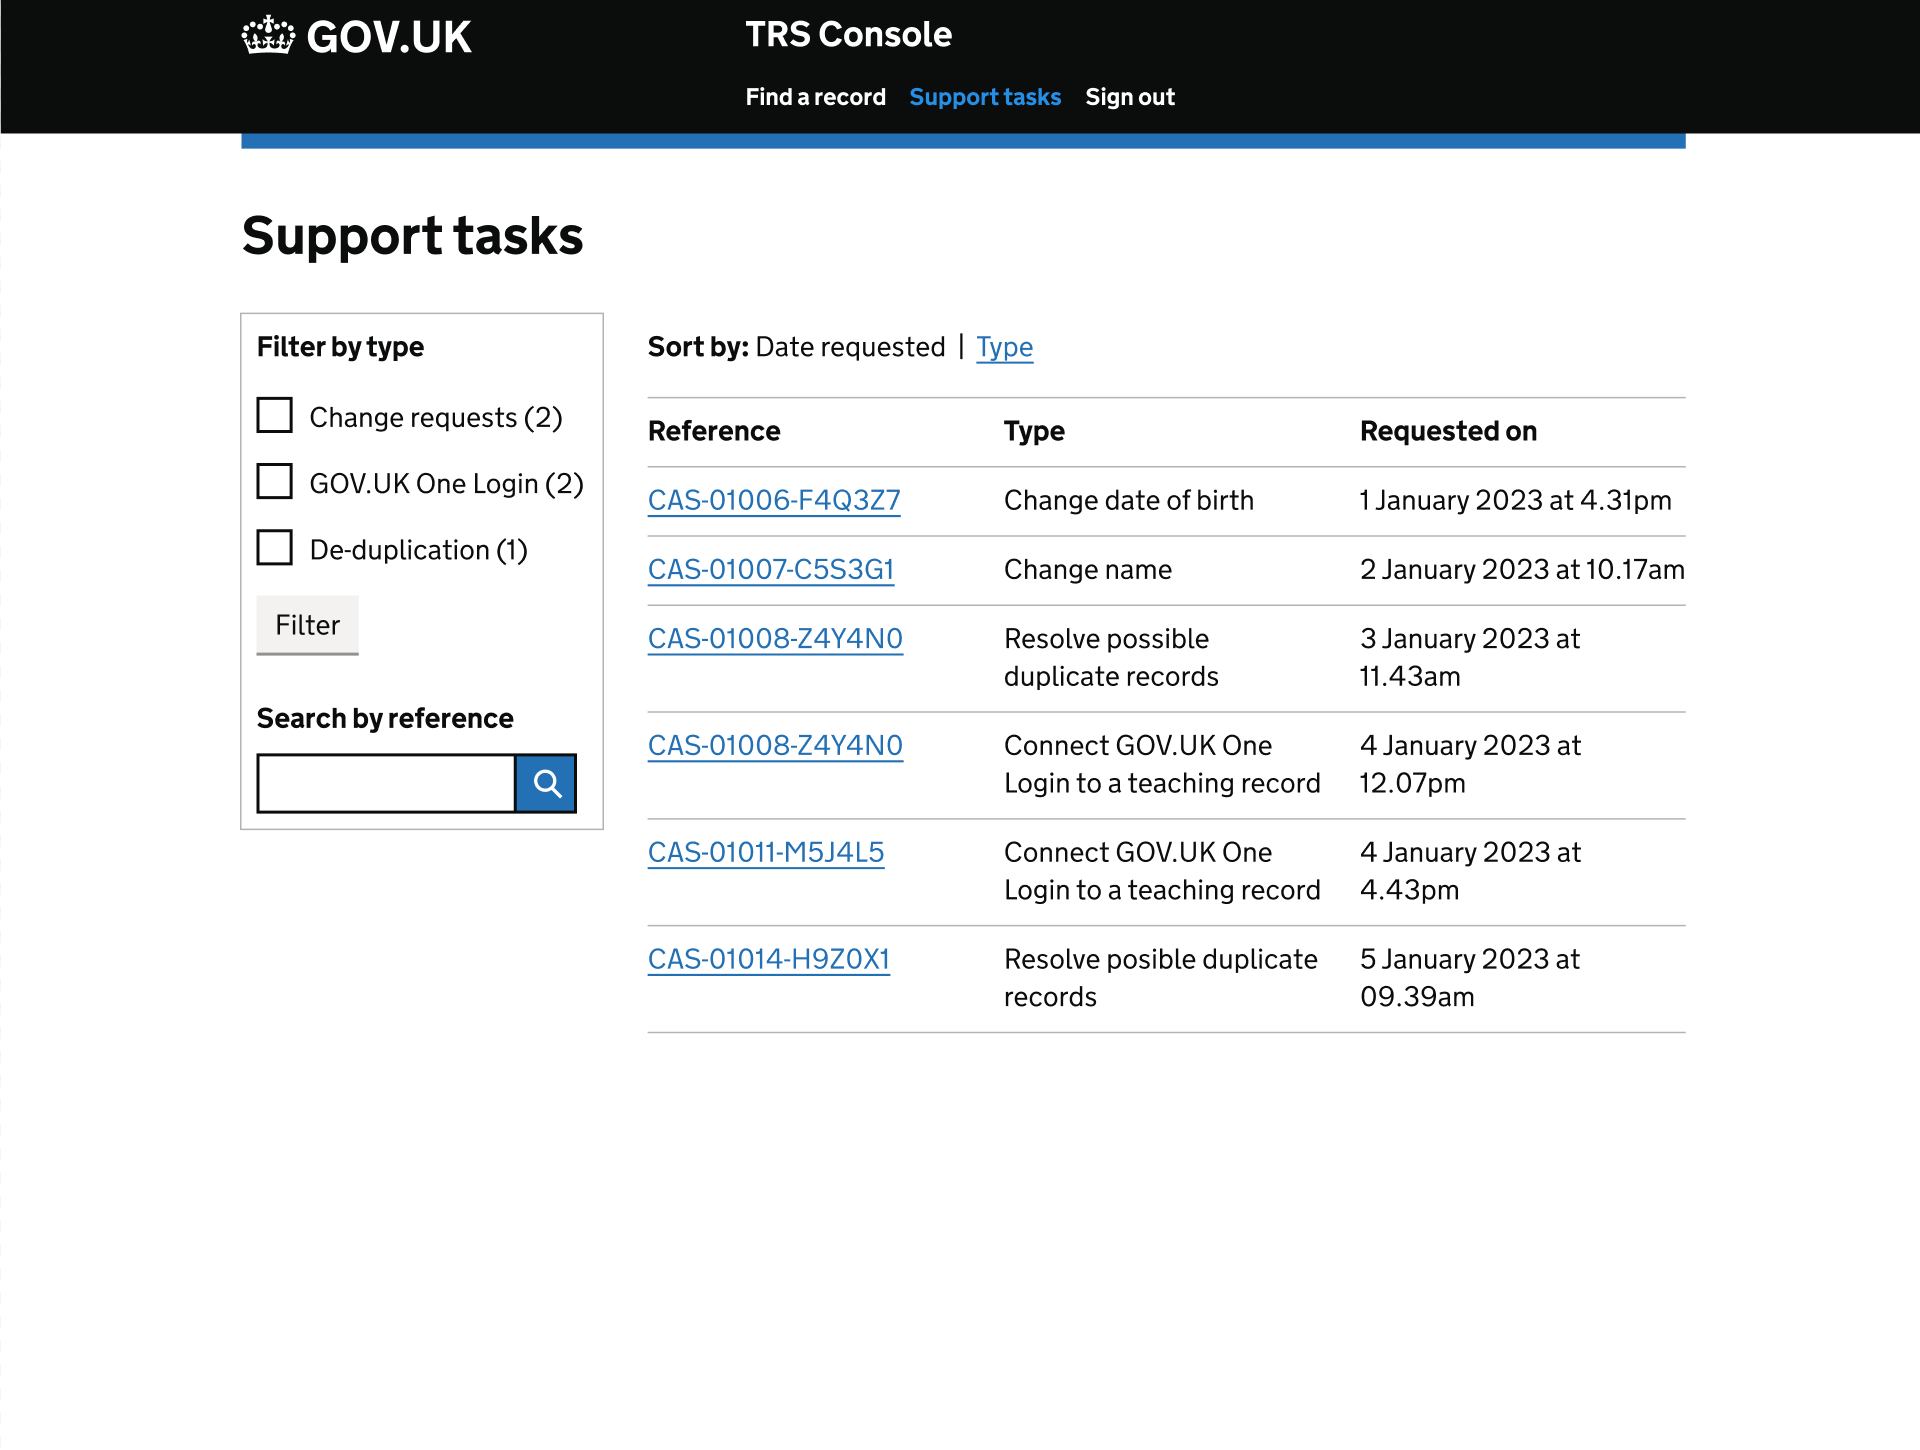 GOV.UK
TRS Console
Find a record Support tasks Sign out
Support tasks
Filter by type
Change requests (2)
GOV.UK One Login (2)
De-duplication (1)
Filter
Search by reference
Sort by: Date requested | Type
Reference Type Requested on
CAS-01006-F4Q3Z7 Change date of birth 1 January 2023 at 4.31pm
CAS-01007-C5S3G1 Change name 2 January 2023 at 10.17am
CAS-01008-Z4Y4N0 Resolve possible 3 January 2023 at
duplicate records 11.43am
CAS-01008-Z4Y4N0 Connect GOV.UK One 4 January 2023 at
Login to a teaching record 12.07pm
CAS-01011-M5J4L5 Connect GOV.UK One 4 January 2023 at
Login to a teaching record 4.43pm
CAS-01014-H9Z0X1 Resolve posible duplicate 5 January 2023 at
records 09.39am